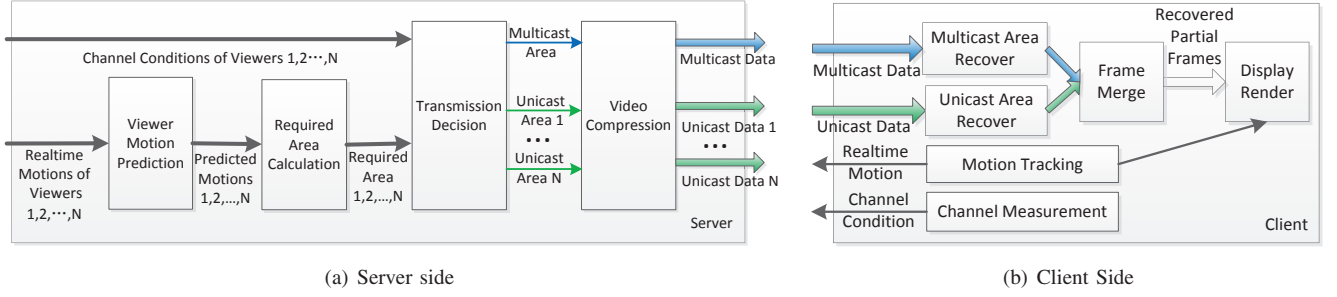 Channel Conditions of Viewers 1,2···,N
Realtime
Motions of
Viewers
1,2,···,N
Viewer
Motion
Prediction
Predicted
Motions
1,2,...,N
Required
Area
Calculation
Required
Area
1,2,...,N
Transmission
Decision
Multicast
Area
Unicast
Area 1
•••
Unicast
Area N
Video
Compression
Multicast Data
Unicast Data 1
•••
Unicast Data N
Server
(a) Server side
Multicast Data
Unicast Data
Realtime
Motion
Channel
Condition
Multicast Area
Recover
Unicast Area
Recover
Motion Tracking
Channel Measurement
Frame
Merge
Recovered
Partial
Frames
Display
Render
Client
(b) Client Side